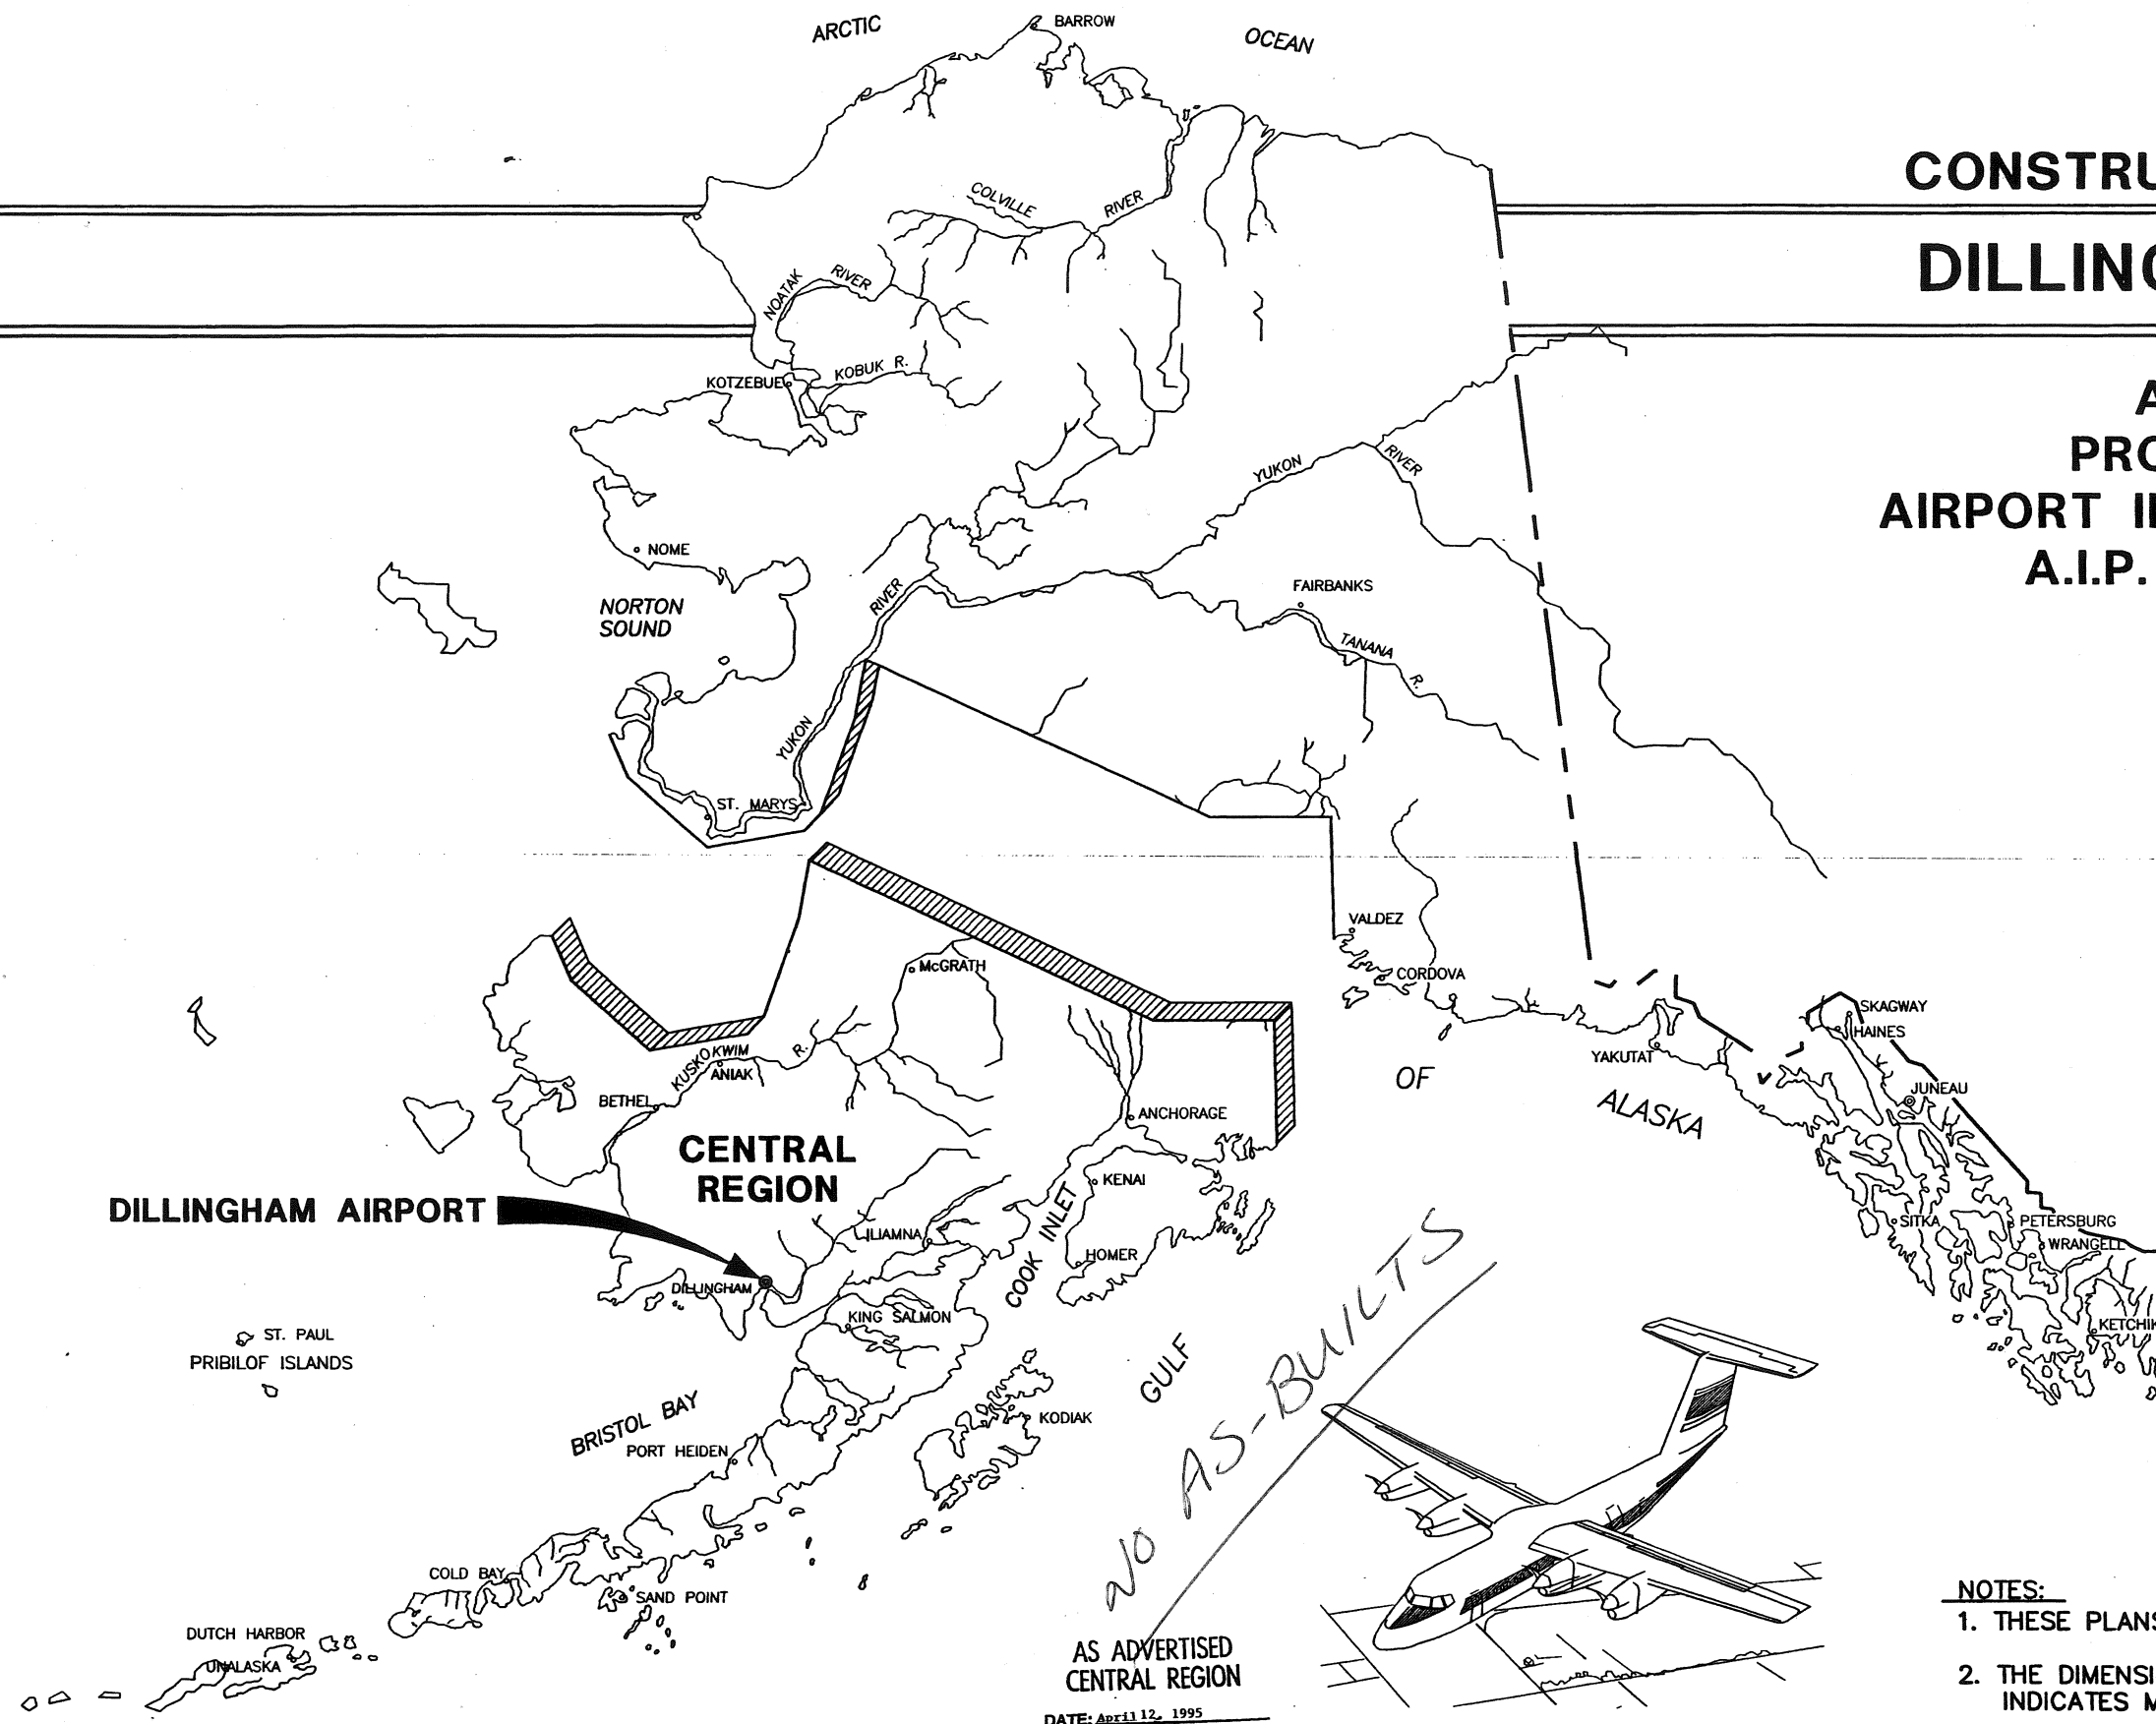 ARCTIC
OCEAN
BARROW
CONSTRU
COLVILLE RIVER
DILLING
NOATAK RIVER
KOBUK R.
KOTZEBUE
A
PRO
YUKON RIVER
AIRPORT I
NOME
A.I.P.
FAIRBANKS
NORTON
SOUND
RIVER
TANANA R.
YUKON
ST. MARYS
VALDEZ
McGRATH
CORDOVA
SKAGWAY
HAINES
KUSKOKWIM R.
YAKUTAT
ANIAK
OF
JUNEAU
BETHEL
ANCHORAGE
ALASKA
CENTRAL
REGION
KENAI
DILLINGHAM AIRPORT
COOK INLET
SITKA
PETERSBURG
ILIAMNA
WRANGELL
HOMER
DILLINGHAM
KING SALMON
KETCHIK
ST. PAUL
PRIBILOF ISLANDS
GULF
NO AS-BUILTS
BRISTOL BAY
KODIAK
PORT HEIDEN
COLD BAY
SAND POINT
NOTES:
1. THESE PLANS
DUTCH HARBOR
UNALASKA
AS ADVERTISED
CENTRAL REGION
2. THE DIMENSI
INDICATES M
DATE: April 12, 1995